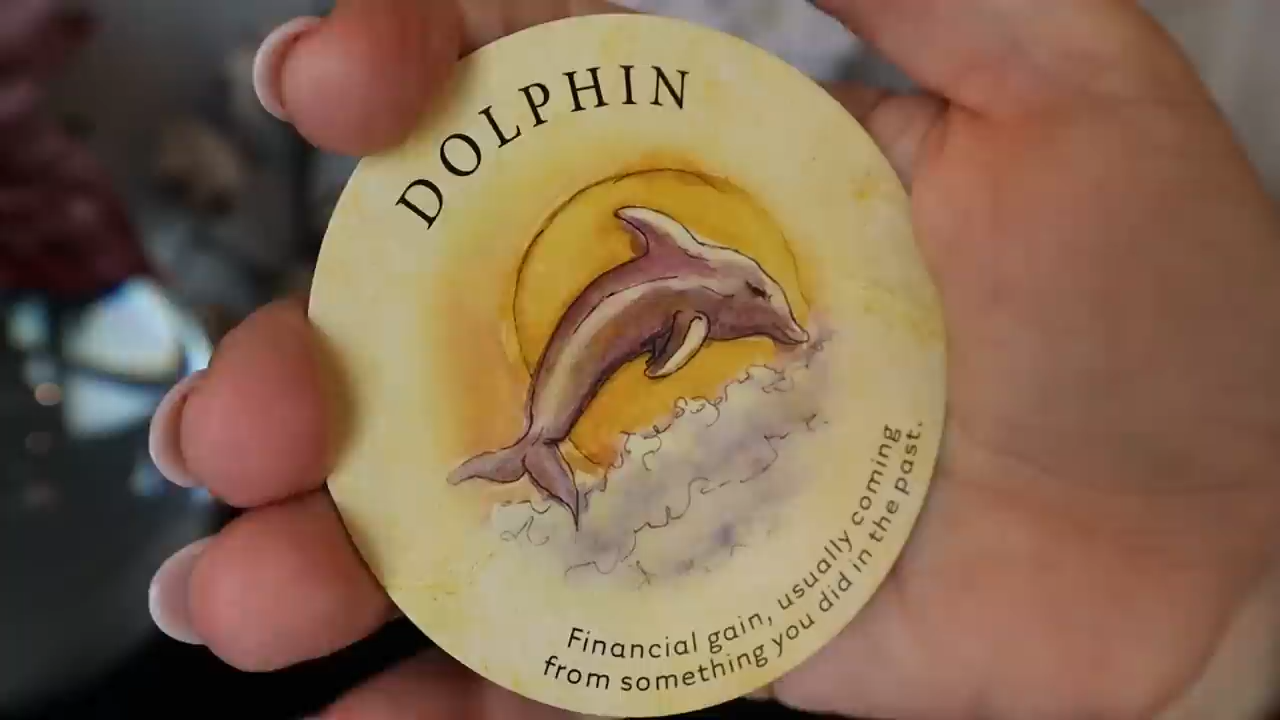 DOLPHIN
Financial gain, usually coming
from something you did in the past.